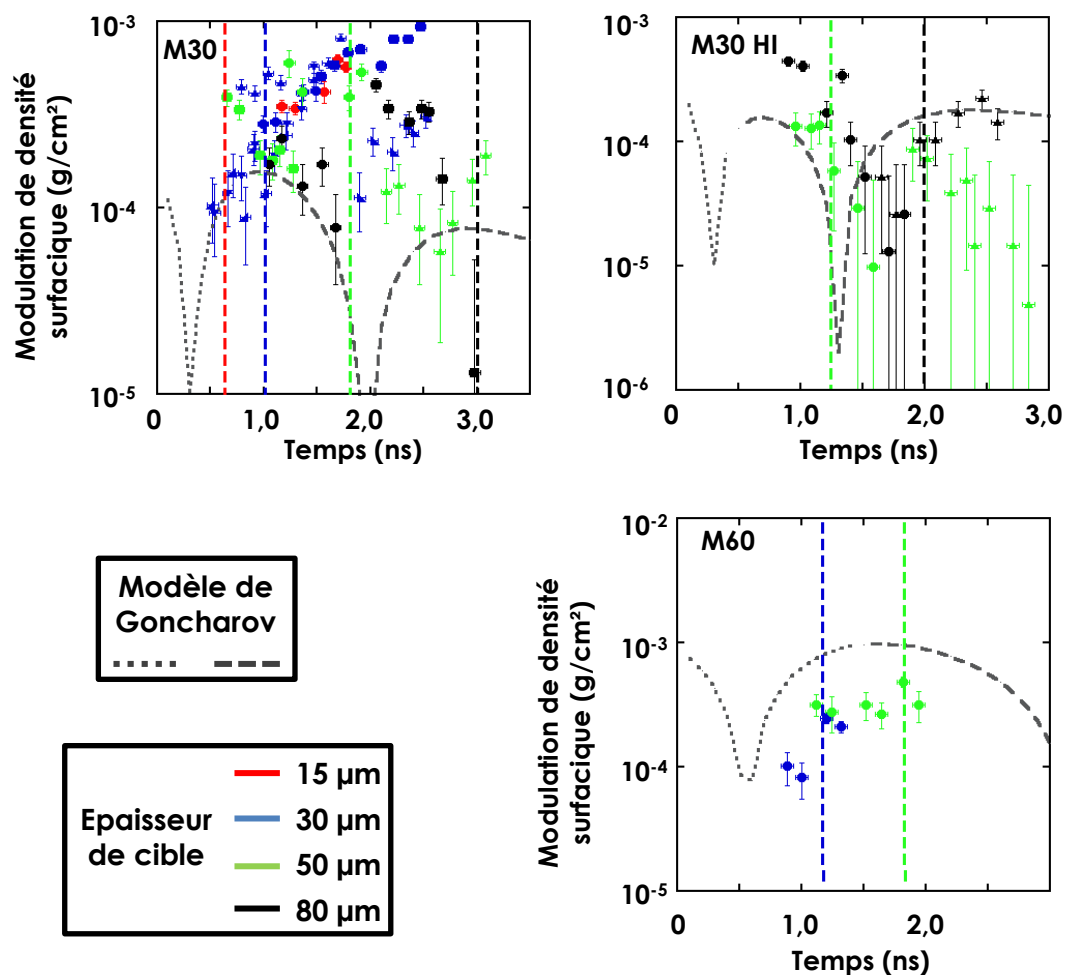 M30
Modulation de densité
surfacique (g/cm²)
10-3
10-4
10-5
0
1,0
2,0
3,0
Temps (ns)
M30 HI
10-3
10-4
10-5
10-6
0
1,0
2,0
3,0
Temps (ns)
Modèle de
Goncharov
Epaisseur
de cible
15 µm
30 µm
50 µm
80 µm
M60
Modulation de densité
surfacique (g/cm²)
10-2
10-3
10-4
10-5
0
1,0
2,0
Temps (ns)